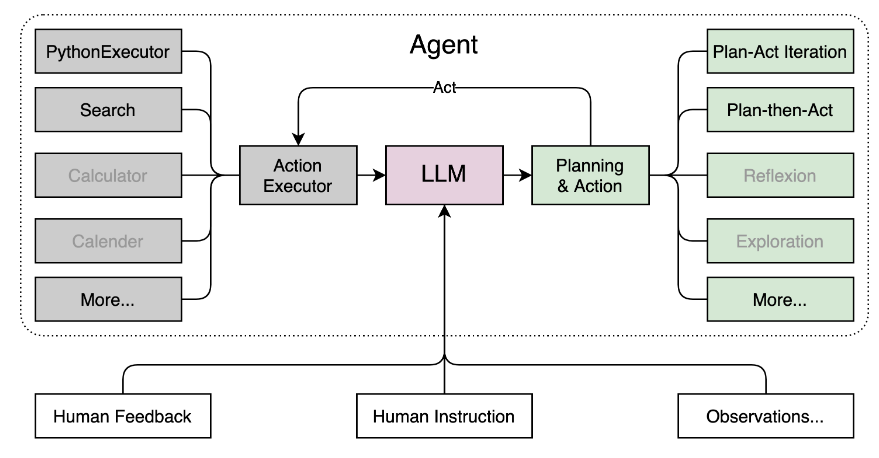 Agent
PythonExecutor
Search
Calculator
Calender
More...
Act
Action
Executor
LLM
Planning
& Action
Plan-Act Iteration
Plan-then-Act
Reflexion
Exploration
More...
Human Feedback
Human Instruction
Observations...